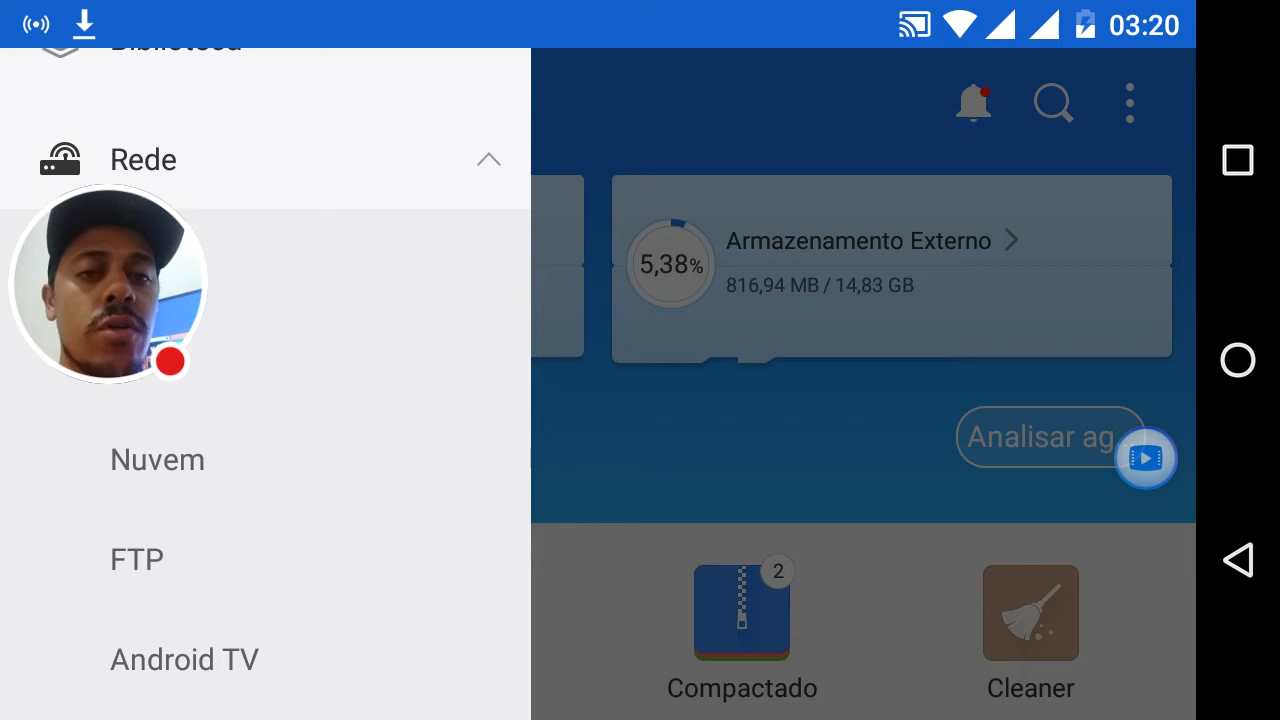 03:20
Biblioteca
Rede
Nuvem
FTP
Android TV
5,38%
Armazenamento Externo
816,94 MB / 14,83 GB
Analisar ag
2
Compactado
Cleaner